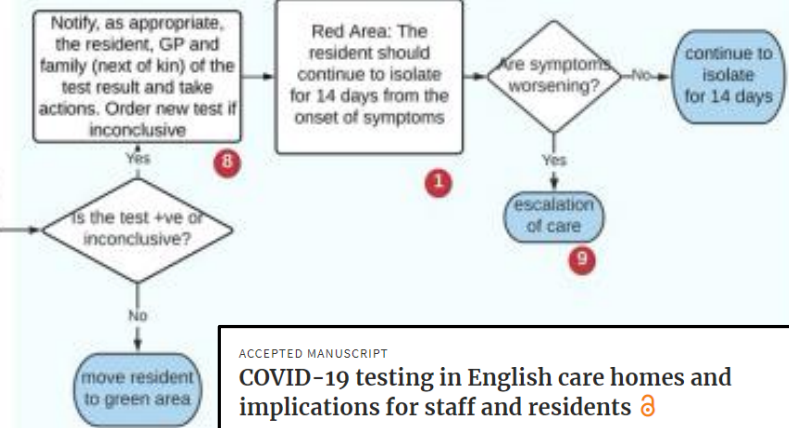 Notify, as appropriate,
the resident, GP and
family (next of kin) of the
test result and take
actions. Order new test if
inconclusive
8
Red Area: The
resident should
continue to isolate
for 14 days from the
onset of symptoms
1
Are symptoms
worsening?
No
continue to
isolate
for 14 days
Yes
escalation
of care
9
Yes
Is the test +ve or
inconclusive?
No
move resident
to green area
ACCEPTED MANUSCRIPT
COVID-19 testing in English care homes and
implications for staff and residents